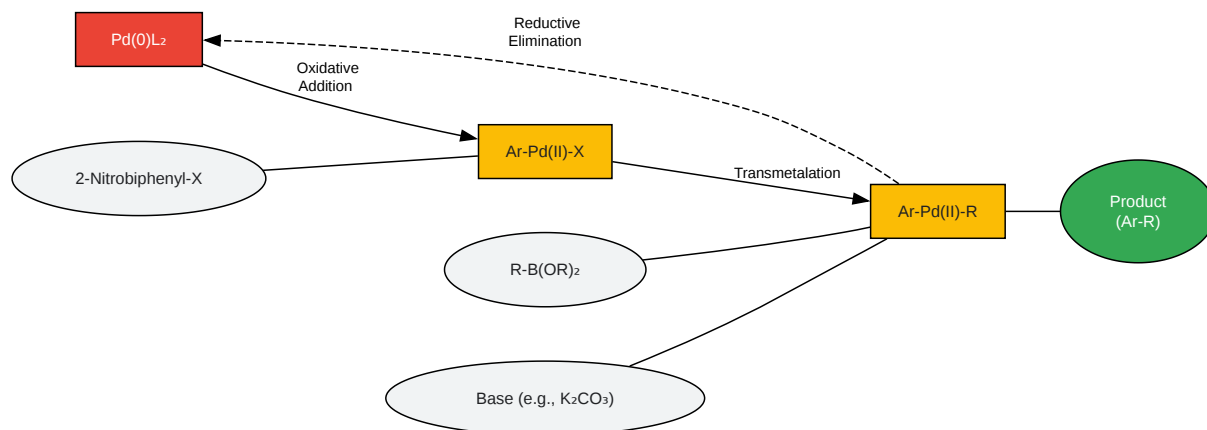 Reductive
Elimination
Pd(0)L₂
Oxidative
Addition
Ar-Pd(II)-X
2-Nitrobiphenyl-X
Transmetalation
Ar-Pd(II)-R
Product
(Ar-R)
R-B(OR)₂
Base (e.g., K₂CO₃)